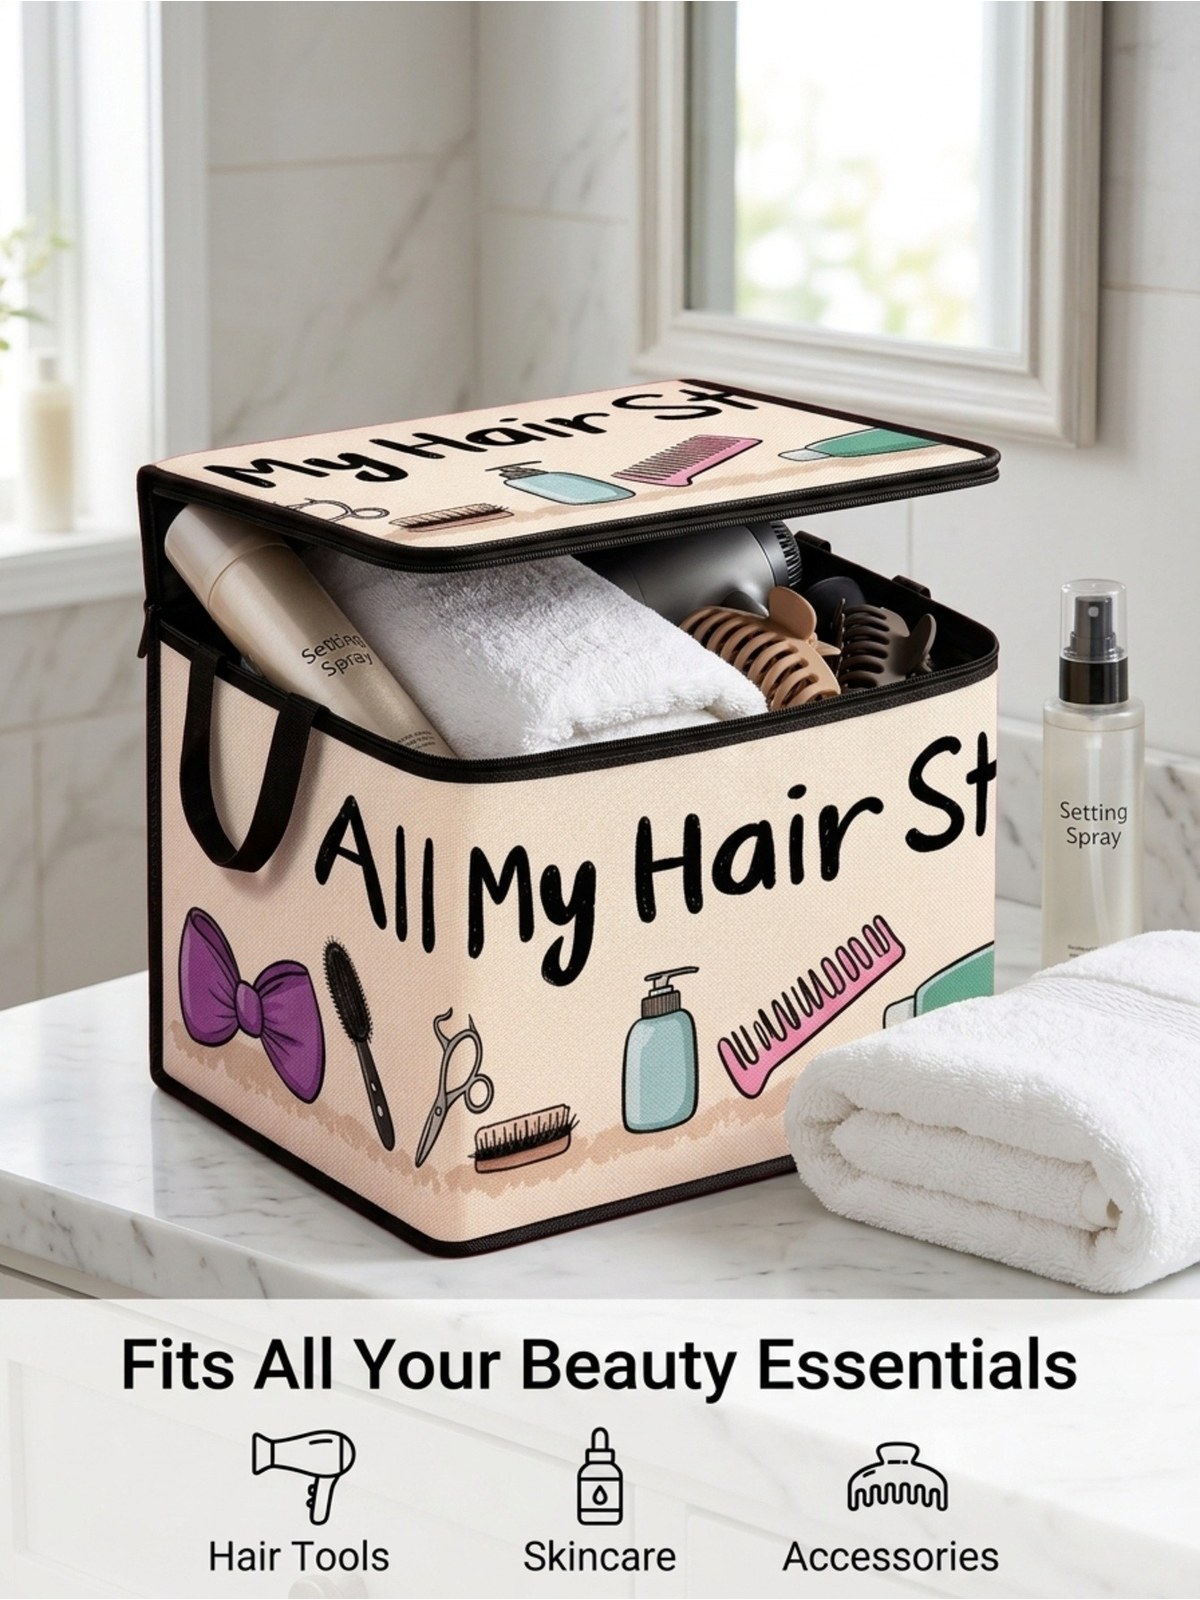 My Hair St
Setting
Spray
All My Hair St
Setting
Spray
Fits All Your Beauty Essentials
Hair Tools
Skincare
Accessories